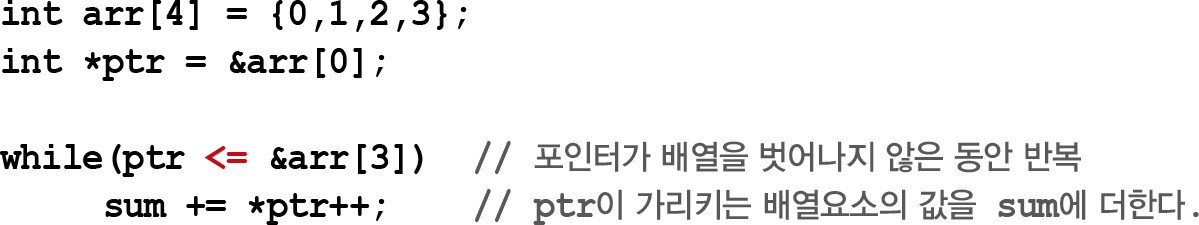 int arr[4] = {0,1,2,3};
int *ptr = &arr[0];
while(ptr <= &arr[3]) // 포인터가 배열을 벗어나지 않은 동안 반복
sum += *ptr++; // ptr이 가리키는 배열요소의 값을 sum에 더한다.